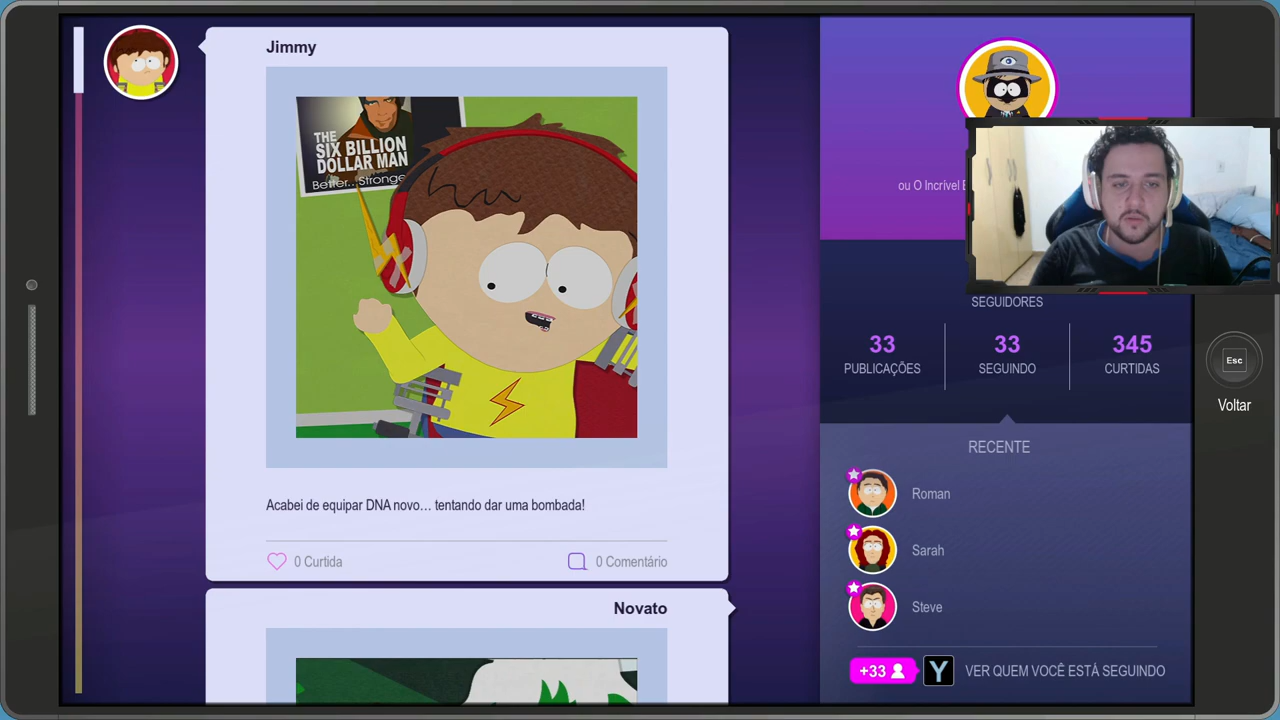 Jimmy
THE
SIX BILLION
DOLLAR MAN
Better... Stronger
Acabei de equipar DNA novo... tentando dar uma bombada!
0 Curtida
0 Comentário
Novato
ou O Incrível
SEGUIDORES
33
PUBLICAÇÕES
33
SEGUINDO
345
CURTIDAS
RECENTE
Roman
Sarah
Steve
+33
Y
VER QUEM VOCÊ ESTÁ SEGUINDO
Esc
Voltar